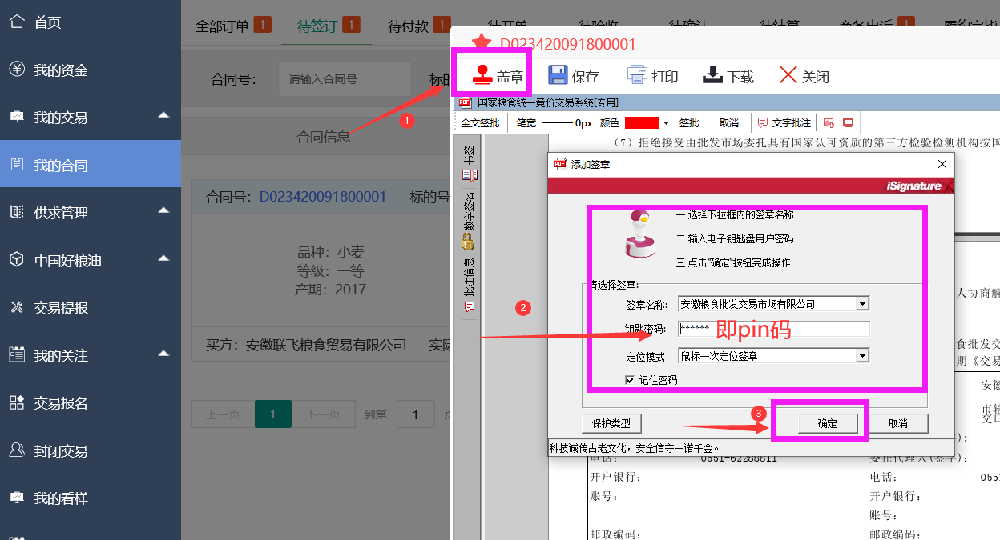 首页
我的资金
我的交易
我的合同
供求管理
中国好粮油
交易提报
我的关注
交易报名
封闭交易
我的看样
全部订单 1
待签订 1
待付款 1
合同号:
请输入合同号
标的
合同信息
1
合同号: D023420091800001 标的号
品种: 小麦
等级: 一等
产期: 2017
买方: 安徽联飞粮食贸易有限公司 实际
上一页 1 下一页 到第 1 页
D023420091800001
盖章 保存 打印 下载 关闭
PDF 国家粮食统一竞价交易系统[专用]
全文签批 笔宽 0px 颜色 签批 取消 文字批注
书签
数字签名
批注信息
(7) 拒绝接受由批发市场委托具有国家认可资质的第三方检验检测机构按国
PDF 添加签章
iSignature
一 选择下拉框内的签章名称
二 输入电子钥匙盘用户密码
三 点击"确定"按钮完成操作
请选择签章:
签章名称: 安徽粮食批发交易市场有限公司
2
钥匙密码: ****** 即pin码
定位模式 鼠标一次定位签章
记住密码
3
保护类型 确定 取消
科技诚传古老文化，安全信守一诺千金。
人协商解
食批发交
期《交易
安徽
电话: 0551-62288811
委托代理人(签字):
开户银行:
电话: 055
账号:
开户银行:
账号:
邮政编码:
邮政编码: